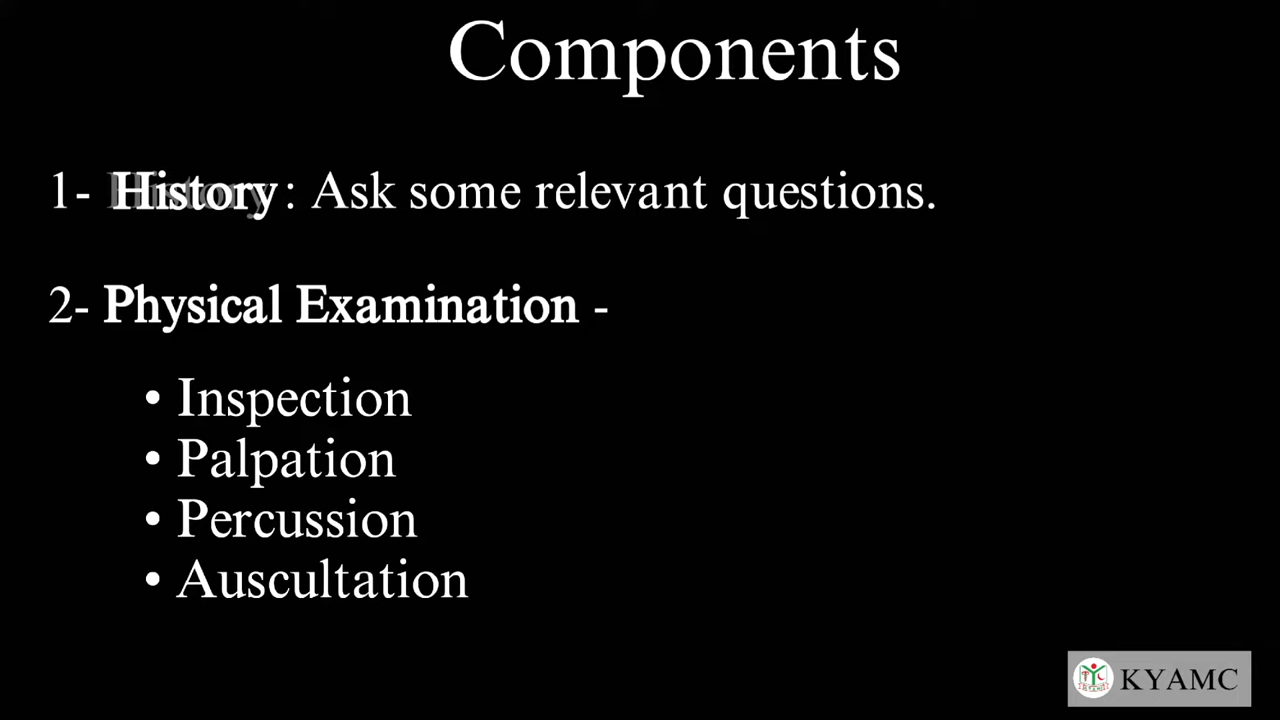 Components
1- History : Ask some relevant questions.
2- Physical Examination -
• Inspection
• Palpation
• Percussion
• Auscultation
KYAMC